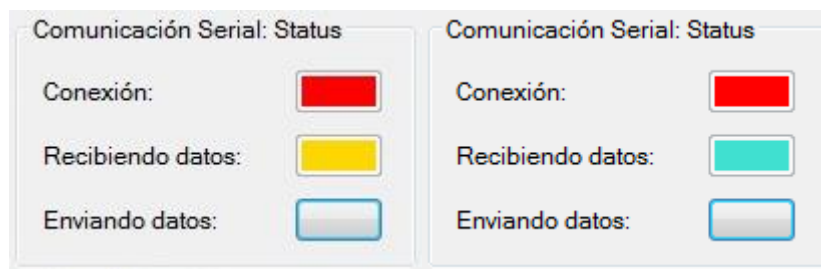 Comunicación Serial: Status
Conexión:
Recibiendo datos:
Enviando datos:
Comunicación Serial: Status
Conexión:
Recibiendo datos:
Enviando datos: